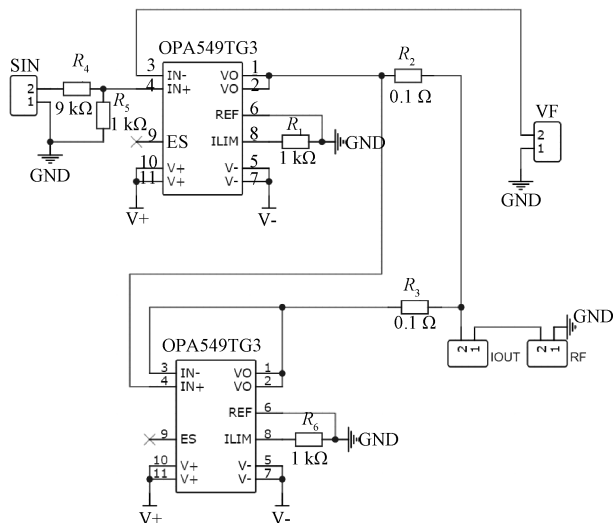 OPA549TG3
SIN
2
1
R4
9 kΩ
R5
1 kΩ
GND
3 IN- VO 1
4 IN+ VO 2
REF 6
9 ES ILIM 8
10 V+ V- 5
11 V+ V- 7
V+
V-
R1
1 kΩ
GND
R2
0.1 Ω
VF
2
1
GND
R3
0.1 Ω
2 1 IOUT
2 1 RF
GND
OPA549TG3
3 IN- VO 1
4 IN+ VO 2
REF 6
9 ES ILIM 8
10 V+ V- 5
11 V+ V- 7
V+
V-
R6
1 kΩ
GND